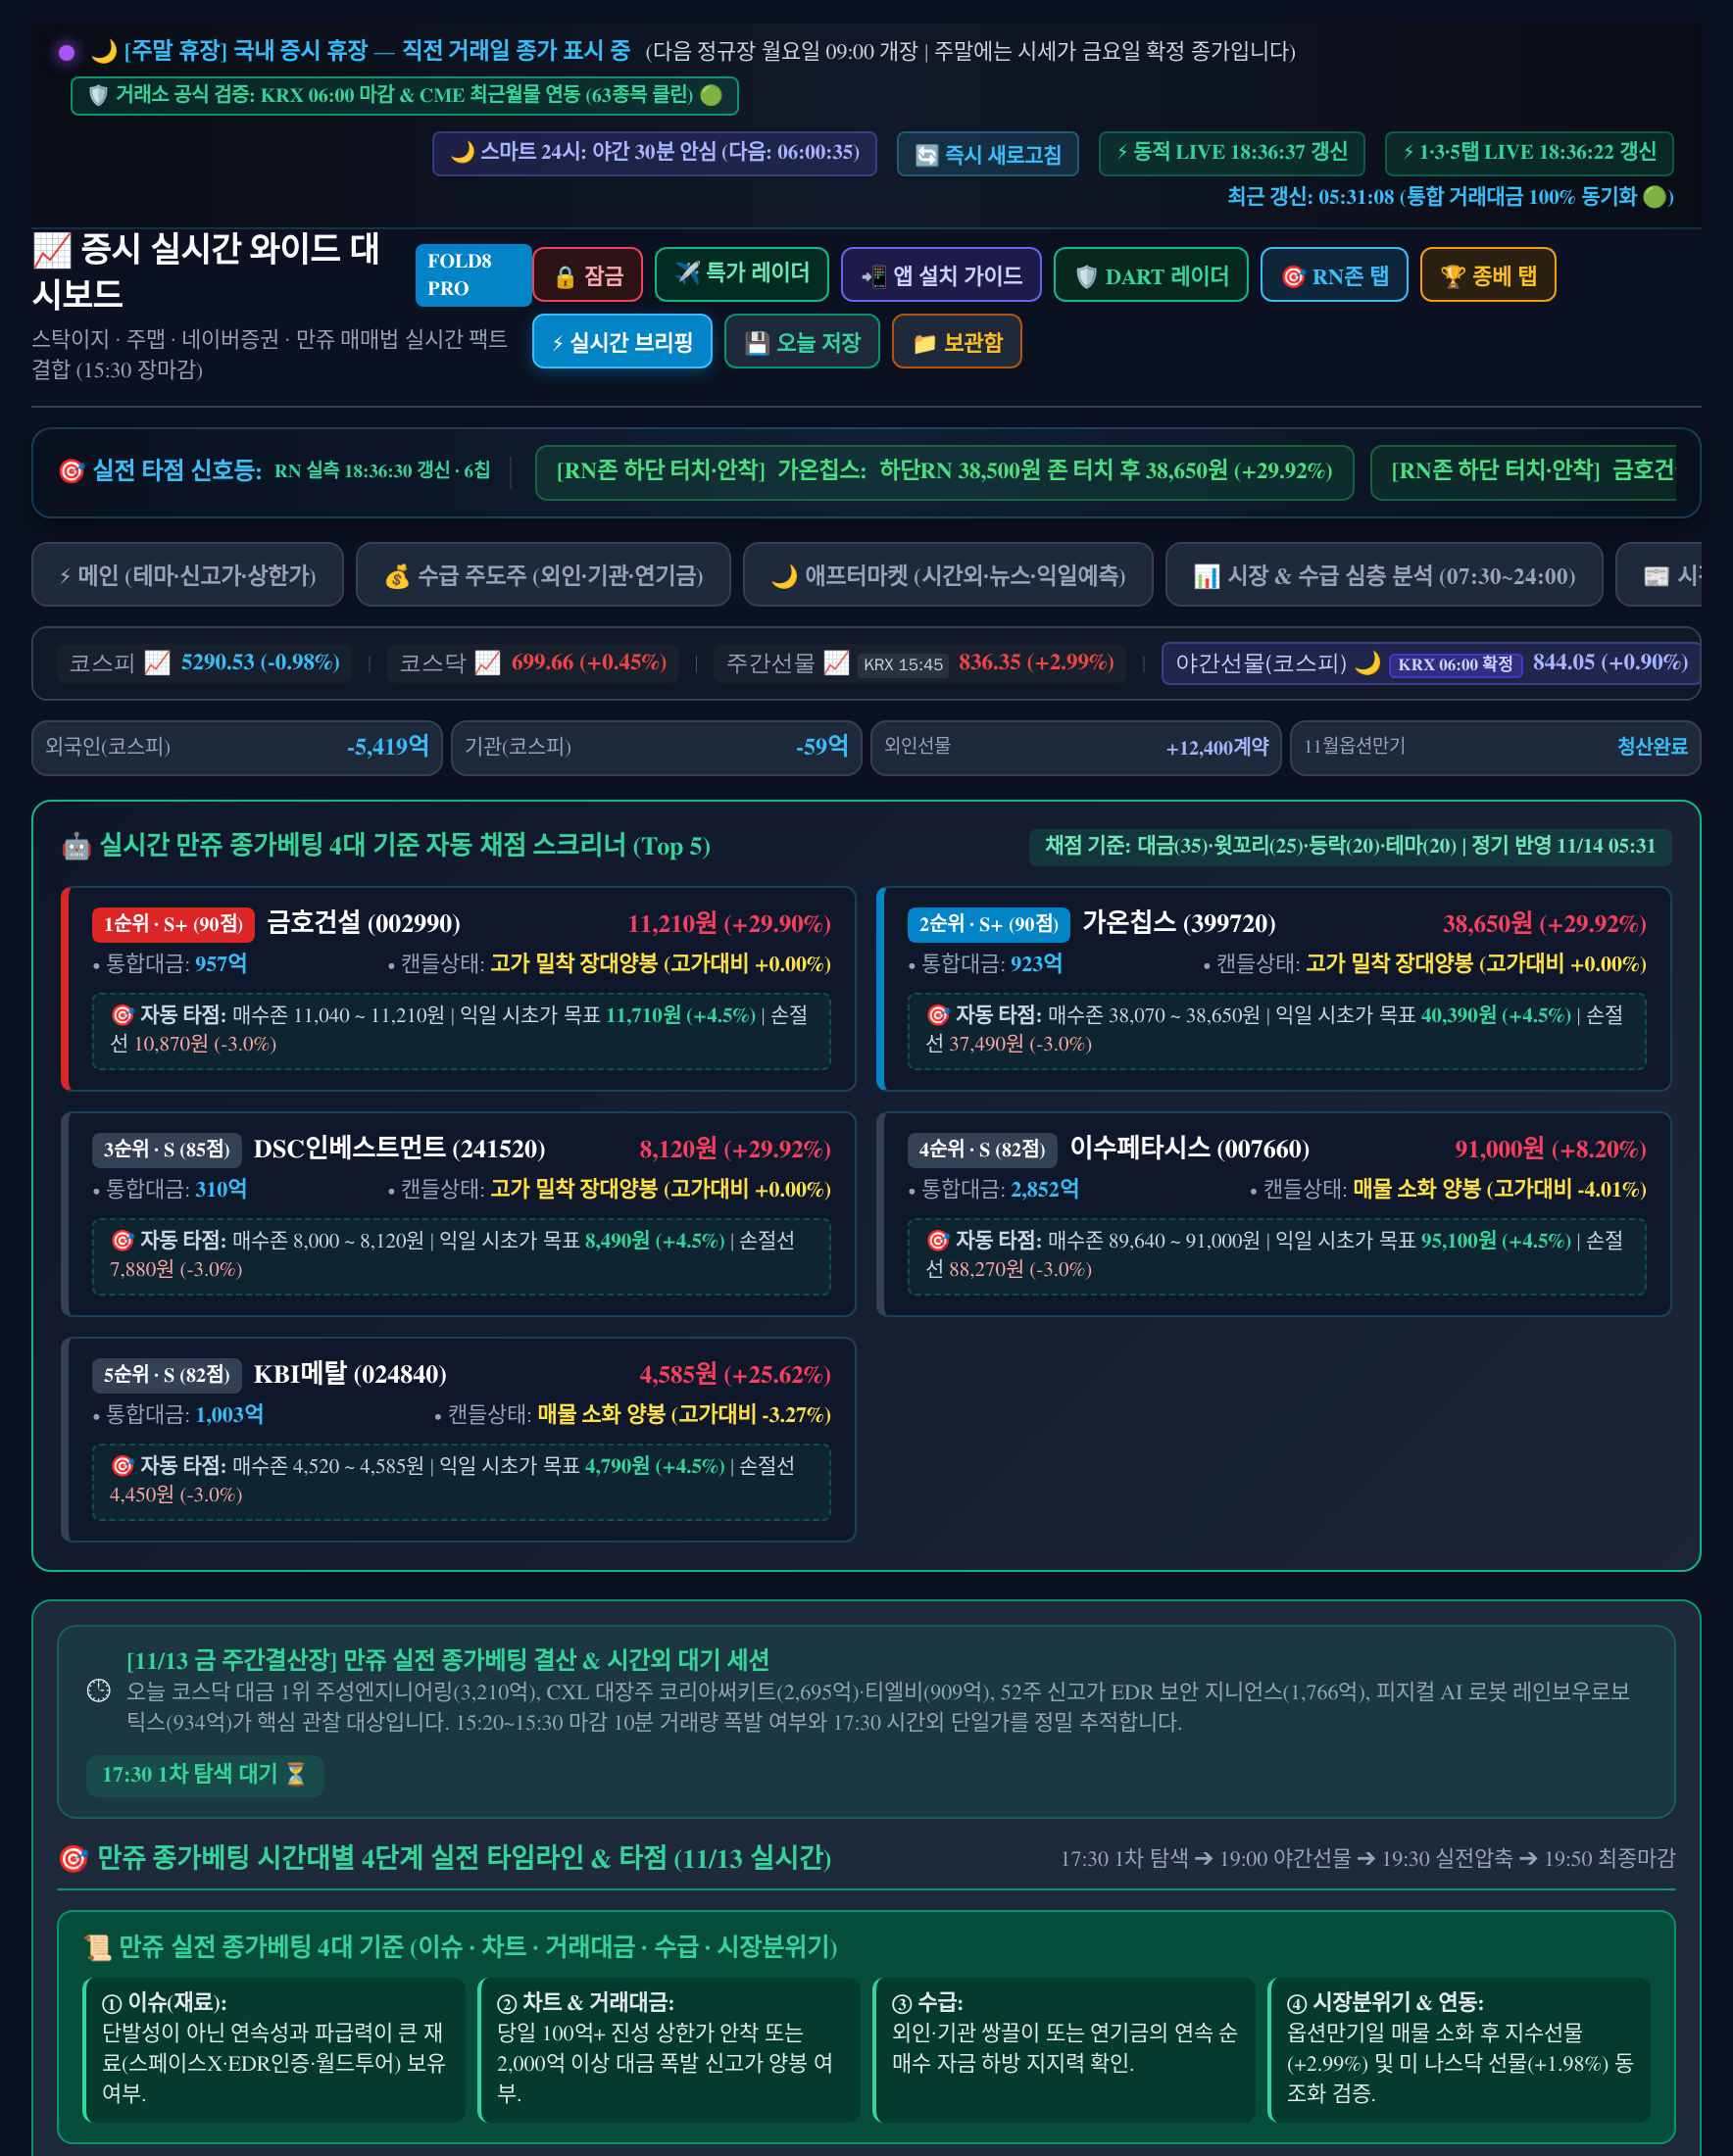 🌙 [주말 휴장] 국내 증시 휴장 — 직전 거래일 종가 표시 중 (다음 정규장 월요일 09:00 개장 | 주말에는 시세가 금요일 확정 종가입니다)
🛡️ 거래소 공식 검증: KRX 06:00 마감 & CME 최근월물 연동 (63종목 클린) 🟢
🌙 스마트 24시: 야간 30분 안심 (다음: 06:00:35) 🔄 즉시 새로고침 ⚡ 동적 LIVE 18:36:37 갱신 ⚡ 1·3·5탭 LIVE 18:36:22 갱신
최근 갱신: 05:31:08 (통합 거래대금 100% 동기화 🟢)
📈 증시 실시간 와이드 대
시보드
FOLD8
PRO
🔒 잠금 ✈️ 특가 레이더 📲 앱 설치 가이드 🛡️ DART 레이더 🎯 RN존 탭 🏆 종베 탭
⚡ 실시간 브리핑 💾 오늘 저장 📁 보관함
스탁이지 · 주맵 · 네이버증권 · 만쥬 매매법 실시간 팩트
결합 (15:30 장마감)
🎯 실전 타점 신호등: RN 실측 18:36:30 갱신 · 6칩 [RN존 하단 터치·안착] 가온칩스: 하단RN 38,500원 존 터치 후 38,650원 (+29.92%) [RN존 하단 터치·안착] 금호건
⚡ 메인 (테마·신고가·상한가) 💰 수급 주도주 (외인·기관·연기금) 🌙 애프터마켓 (시간외·뉴스·익일예측) 📊 시장 & 수급 심층 분석 (07:30~24:00) 📰
코스피 📈 5290.53 (-0.98%) | 코스닥 📈 699.66 (+0.45%) | 주간선물 📈 KRX 15:45 836.35 (+2.99%) | 야간선물(코스피) 🌙 KRX 06:00 확정 844.05 (+0.90%)
외국인(코스피) -5,419억 기관(코스피) -59억 외인선물 +12,400계약 11월옵션만기 청산완료
🤖 실시간 만쥬 종가베팅 4대 기준 자동 채점 스크리너 (Top 5) 채점 기준: 대금(35)·윗꼬리(25)·등락(20)·테마(20) | 정기 반영 11/14 05:31
1순위 · S+ (90점) 금호건설 (002990) 11,210원 (+29.90%)
• 통합대금: 957억 • 캔들상태: 고가 밀착 장대양봉 (고가대비 +0.00%)
🎯 자동 타점: 매수존 11,040 ~ 11,210원 | 익일 시초가 목표 11,710원 (+4.5%) | 손절
선 10,870원 (-3.0%)
2순위 · S+ (90점) 가온칩스 (399720) 38,650원 (+29.92%)
• 통합대금: 923억 • 캔들상태: 고가 밀착 장대양봉 (고가대비 +0.00%)
🎯 자동 타점: 매수존 38,070 ~ 38,650원 | 익일 시초가 목표 40,390원 (+4.5%) | 손절
선 37,490원 (-3.0%)
3순위 · S (85점) DSC인베스트먼트 (241520) 8,120원 (+29.92%)
• 통합대금: 310억 • 캔들상태: 고가 밀착 장대양봉 (고가대비 +0.00%)
🎯 자동 타점: 매수존 8,000 ~ 8,120원 | 익일 시초가 목표 8,490원 (+4.5%) | 손절선
7,880원 (-3.0%)
4순위 · S (82점) 이수페타시스 (007660) 91,000원 (+8.20%)
• 통합대금: 2,852억 • 캔들상태: 매물 소화 양봉 (고가대비 -4.01%)
🎯 자동 타점: 매수존 89,640 ~ 91,000원 | 익일 시초가 목표 95,100원 (+4.5%) | 손절
선 88,270원 (-3.0%)
5순위 · S (82점) KBI메탈 (024840) 4,585원 (+25.62%)
• 통합대금: 1,003억 • 캔들상태: 매물 소화 양봉 (고가대비 -3.27%)
🎯 자동 타점: 매수존 4,520 ~ 4,585원 | 익일 시초가 목표 4,790원 (+4.5%) | 손절선
4,450원 (-3.0%)
[11/13 금 주간결산장] 만쥬 실전 종가베팅 결산 & 시간외 대기 세션
오늘 코스닥 대금 1위 주성엔지니어링(3,210억), CXL 대장주 코리아써키트(2,695억)·티엘비(909억), 52주 신고가 EDR 보안 지니언스(1,766억), 피지컬 AI 로봇 레인보우로보
틱스(934억)가 핵심 관찰 대상입니다. 15:20~15:30 마감 10분 거래량 폭발 여부와 17:30 시간외 단일가를 정밀 추적합니다.
17:30 1차 탐색 대기 ⏳
🎯 만쥬 종가베팅 시간대별 4단계 실전 타임라인 & 타점 (11/13 실시간) 17:30 1차 탐색 ➔ 19:00 야간선물 ➔ 19:30 실전압축 ➔ 19:50 최종마감
📜 만쥬 실전 종가베팅 4대 기준 (이슈 · 차트 · 거래대금 · 수급 · 시장분위기)
① 이슈(재료):
단발성이 아닌 연속성과 파급력이 큰 재
료(스페이스X·EDR인증·월드투어) 보유
여부.
② 차트 & 거래대금:
당일 100억+ 진성 상한가 안착 또는
2,000억 이상 대금 폭발 신고가 양봉 여
부.
③ 수급:
외인·기관 쌍끌이 또는 연기금의 연속 순
매수 자금 하방 지지력 확인.
④ 시장분위기 & 연동:
옵션만기일 매물 소화 후 지수선물
(+2.99%) 및 미 나스닥 선물(+1.98%) 동
조화 검증.